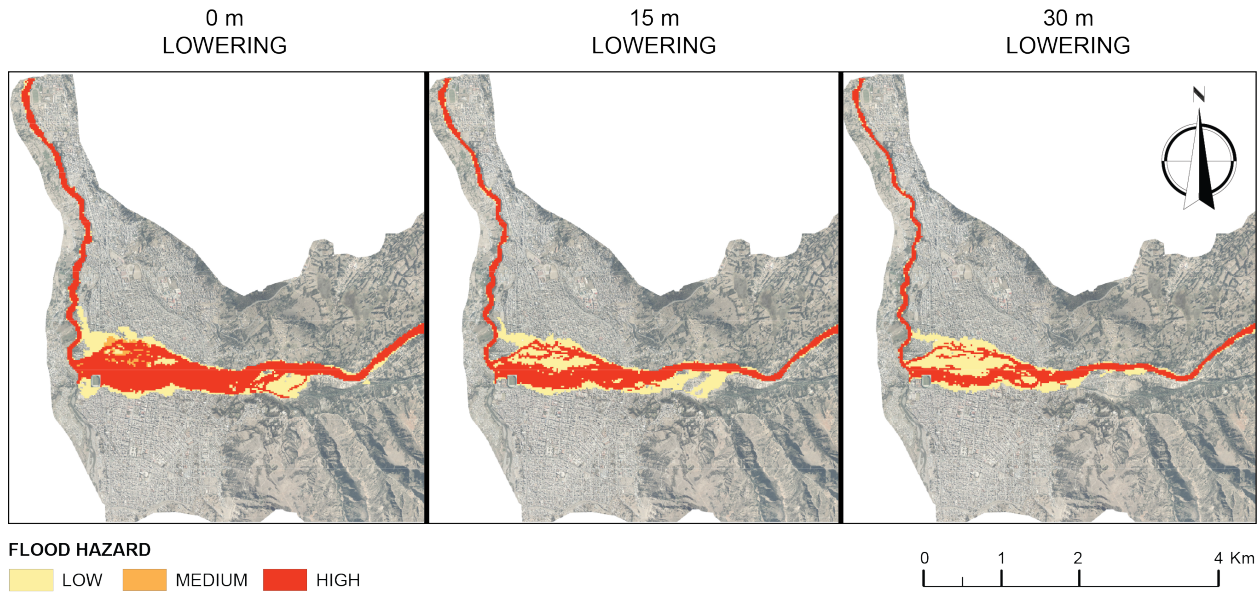 0 m
LOWERING
15 m
LOWERING
30 m
LOWERING
N
FLOOD HAZARD
LOW
MEDIUM
HIGH
0 1 2 4 Km